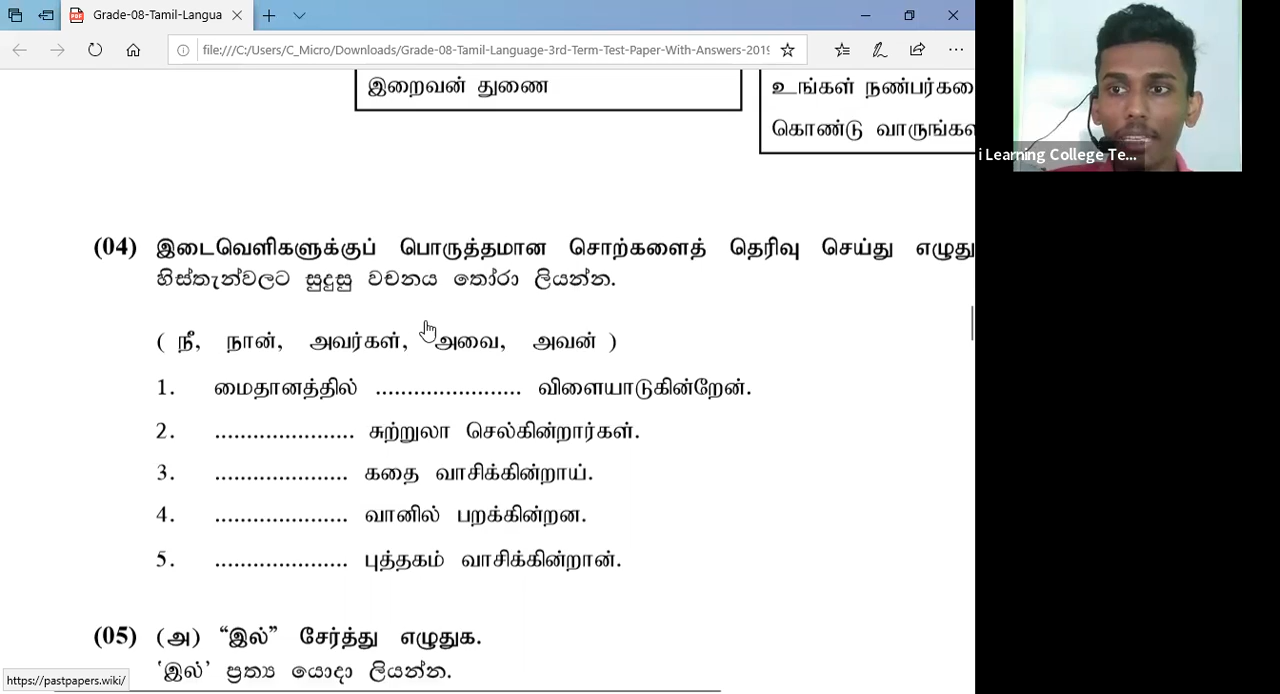 Grade-08-Tamil-Langua
file:///C:/Users/C_Micro/Downloads/Grade-08-Tamil-Language-3rd-Term-Test-Paper-With-Answers-2019
இறைவன் துணை
உங்கள் நண்பர்களை
கொண்டு வாருங்கள்
i Learning College Te...
(04) இடைவெளிகளுக்குப் பொருத்தமான சொற்களைத் தெரிவு செய்து எழுது
හිස්තැන්වලට සුදුසු වචනය තෝරා ලියන්න.
( நீ, நான், அவர்கள், அவை, அவன் )
1. மைதானத்தில் ....................... விளையாடுகின்றேன்.
2. ...................... சுற்றுலா செல்கின்றார்கள்.
3. ..................... கதை வாசிக்கின்றாய்.
4. ..................... வானில் பறக்கின்றன.
5. ..................... புத்தகம் வாசிக்கின்றான்.
(05) (அ) “இல்” சேர்த்து எழுதுக.
‘இல்’ ප්‍රත්‍ය යොදා ලියන්න.
https://pastpapers.wiki/